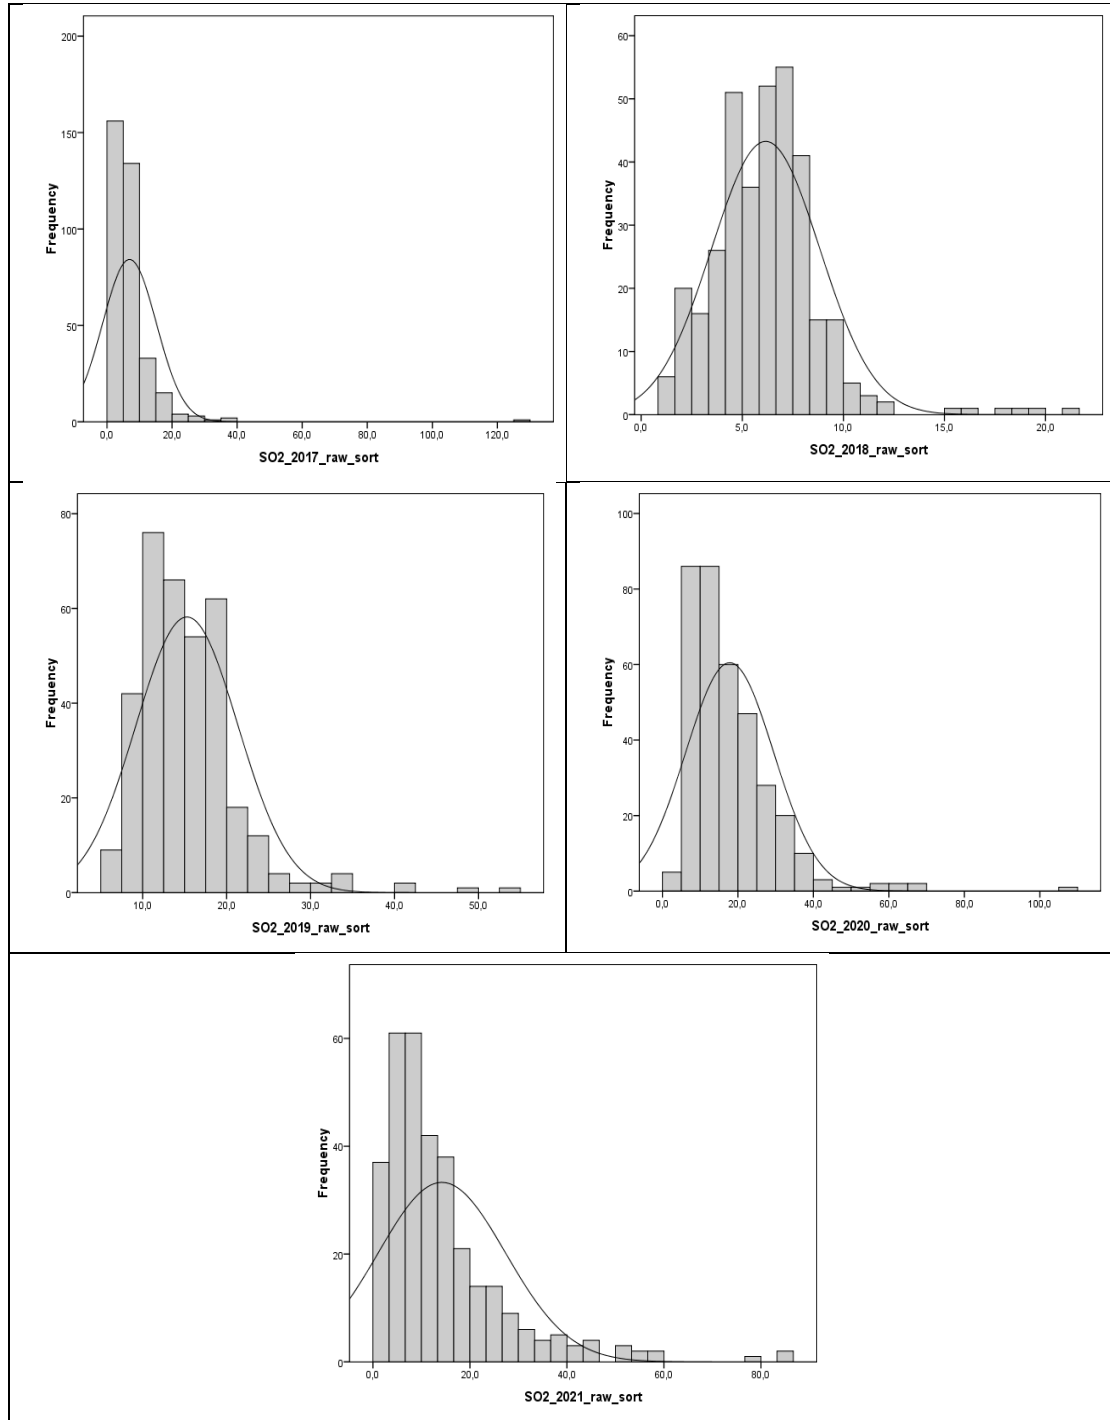 200
150
100
50
0
Frequency
0,0 20,0 40,0 60,0 80,0 100,0 120,0
SO2_2017_raw_sort
60
50
40
30
20
10
0
Frequency
0,0 5,0 10,0 15,0 20,0
SO2_2018_raw_sort
80
60
40
20
0
Frequency
10,0 20,0 30,0 40,0 50,0
SO2_2019_raw_sort
100
80
60
40
20
0
Frequency
0,0 20,0 40,0 60,0 80,0 100,0
SO2_2020_raw_sort
60
40
20
0
Frequency
0,0 20,0 40,0 60,0 80,0
SO2_2021_raw_sort